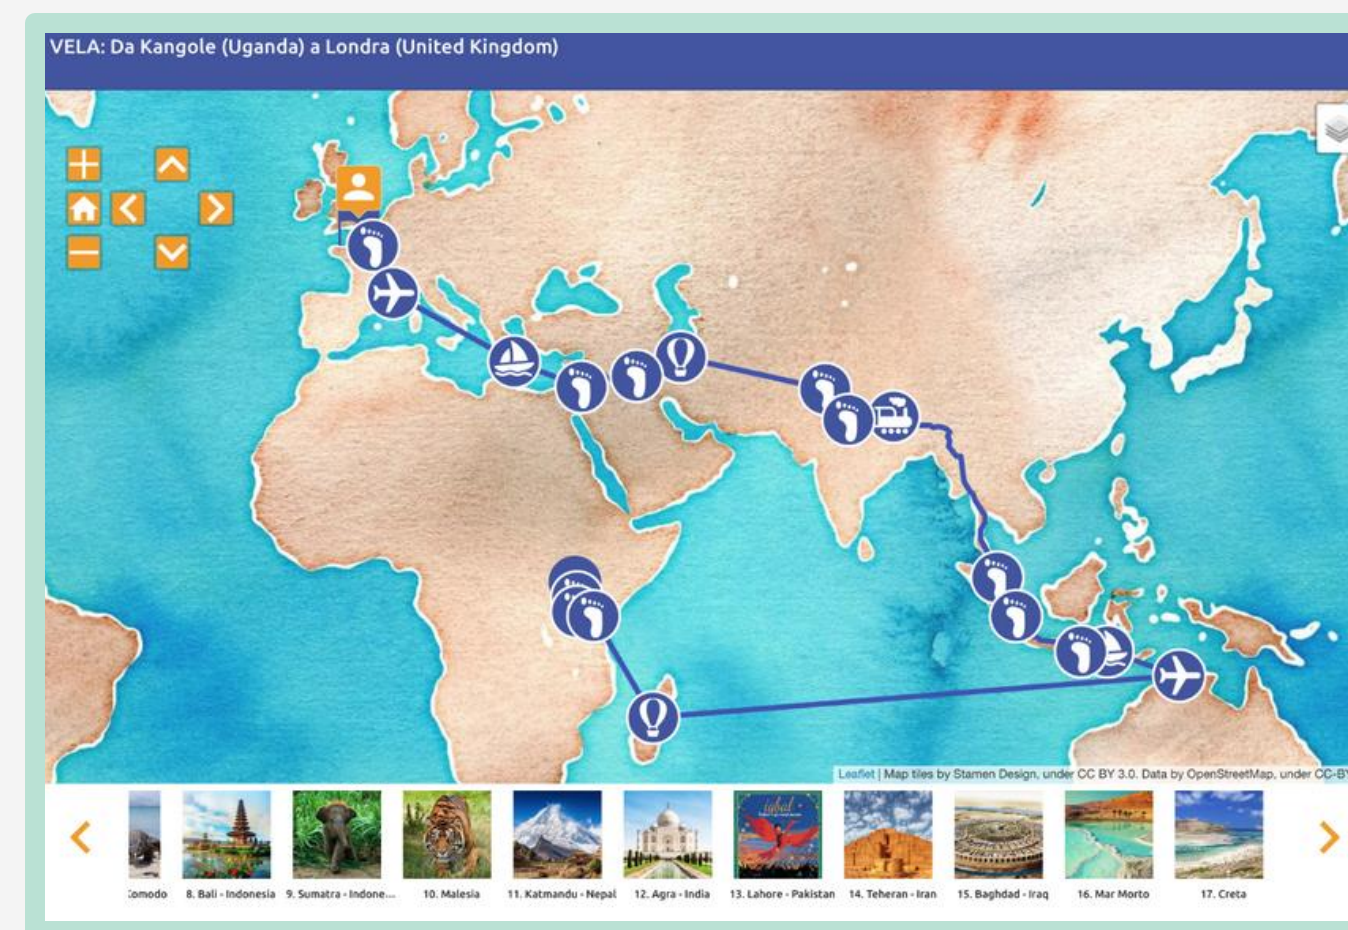 VELA: Da Kangole (Uganda) a Londra (United Kingdom)
Leaflet | Map tiles by Stamen Design, under CC BY 3.0. Data by OpenStreetMap, under CC-BY
iqbal
Komodo
8. Bali - Indonesia
9. Sumatra - Indone...
10. Malesia
11. Katmandu - Nepal
12. Agra - India
13. Lahore - Pakistan
14. Teheran - Iran
15. Baghdad - Iraq
16. Mar Morto
17. Creta